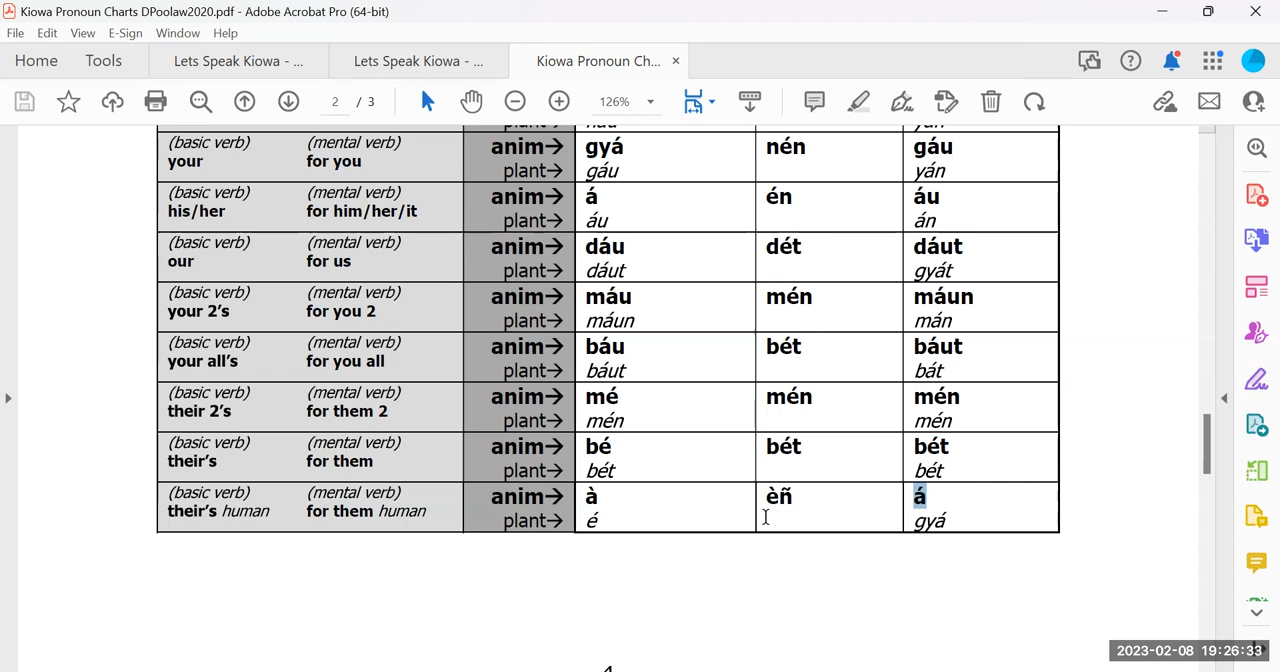 Kiowa Pronoun Charts DPoolaw2020.pdf - Adobe Acrobat Pro (64-bit)
File Edit View E-Sign Window Help
Home Tools Lets Speakn Kiowa - ... Lets Speak Kiowa - ... Kiowa Pronoun Ch... ×
2 / 3 126%
(basic verb) (mental verb) anim→ gyá nén gáu
your for you plant→ gáu yán
(basic verb) (mental verb) anim→ á én áu
his/her for him/her/it plant→ áu án
(basic verb) (mental verb) anim→ dáu dét dáut
our for us plant→ dáut gyát
(basic verb) (mental verb) anim→ máu mén máun
your 2's for you 2 plant→ máun mán
(basic verb) (mental verb) anim→ báu bét báut
your all's for you all plant→ báut bát
(basic verb) (mental verb) anim→ mé mén mén
their 2's for them 2 plant→ mén mén
(basic verb) (mental verb) anim→ bé bét bét
their's for them plant→ bét bét
(basic verb) (mental verb) anim→ à èñ á
their's human for them human plant→ é gyá
2023-02-08 19:26:33